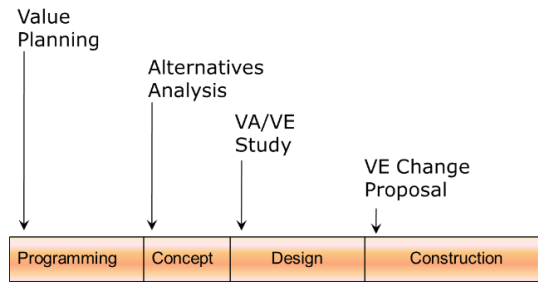 Value
Planning
Alternatives
Analysis
VA/VE
Study
VE Change
Proposal
Programming
Concept
Design
Construction